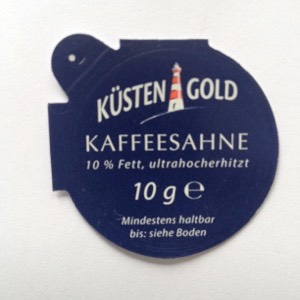 KÜSTEN GOLD
KAFFEESAHNE
10 % Fett, ultrahocherhitzt
10 g ℮
Mindestens haltbar
bis: siehe Boden